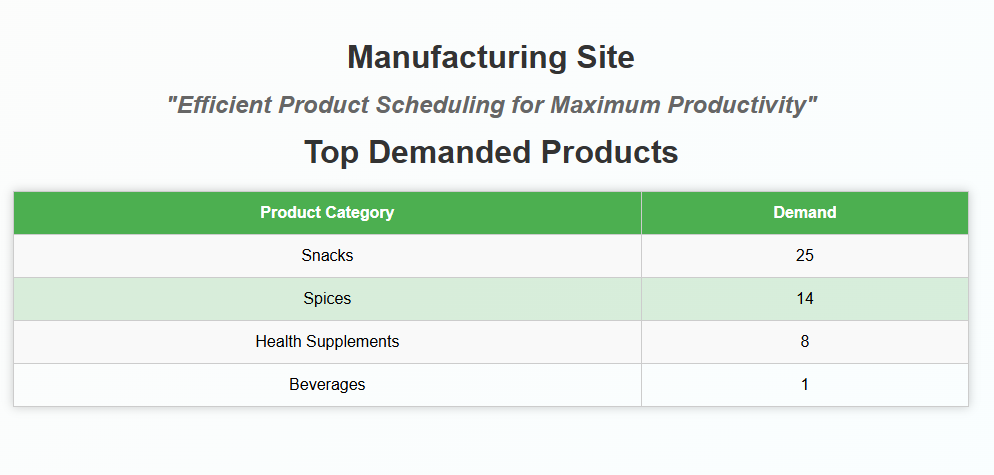 Manufacturing Site
"Efficient Product Scheduling for Maximum Productivity"
Top Demanded Products
Product Category Demand
Snacks 25
Spices 14
Health Supplements 8
Beverages 1